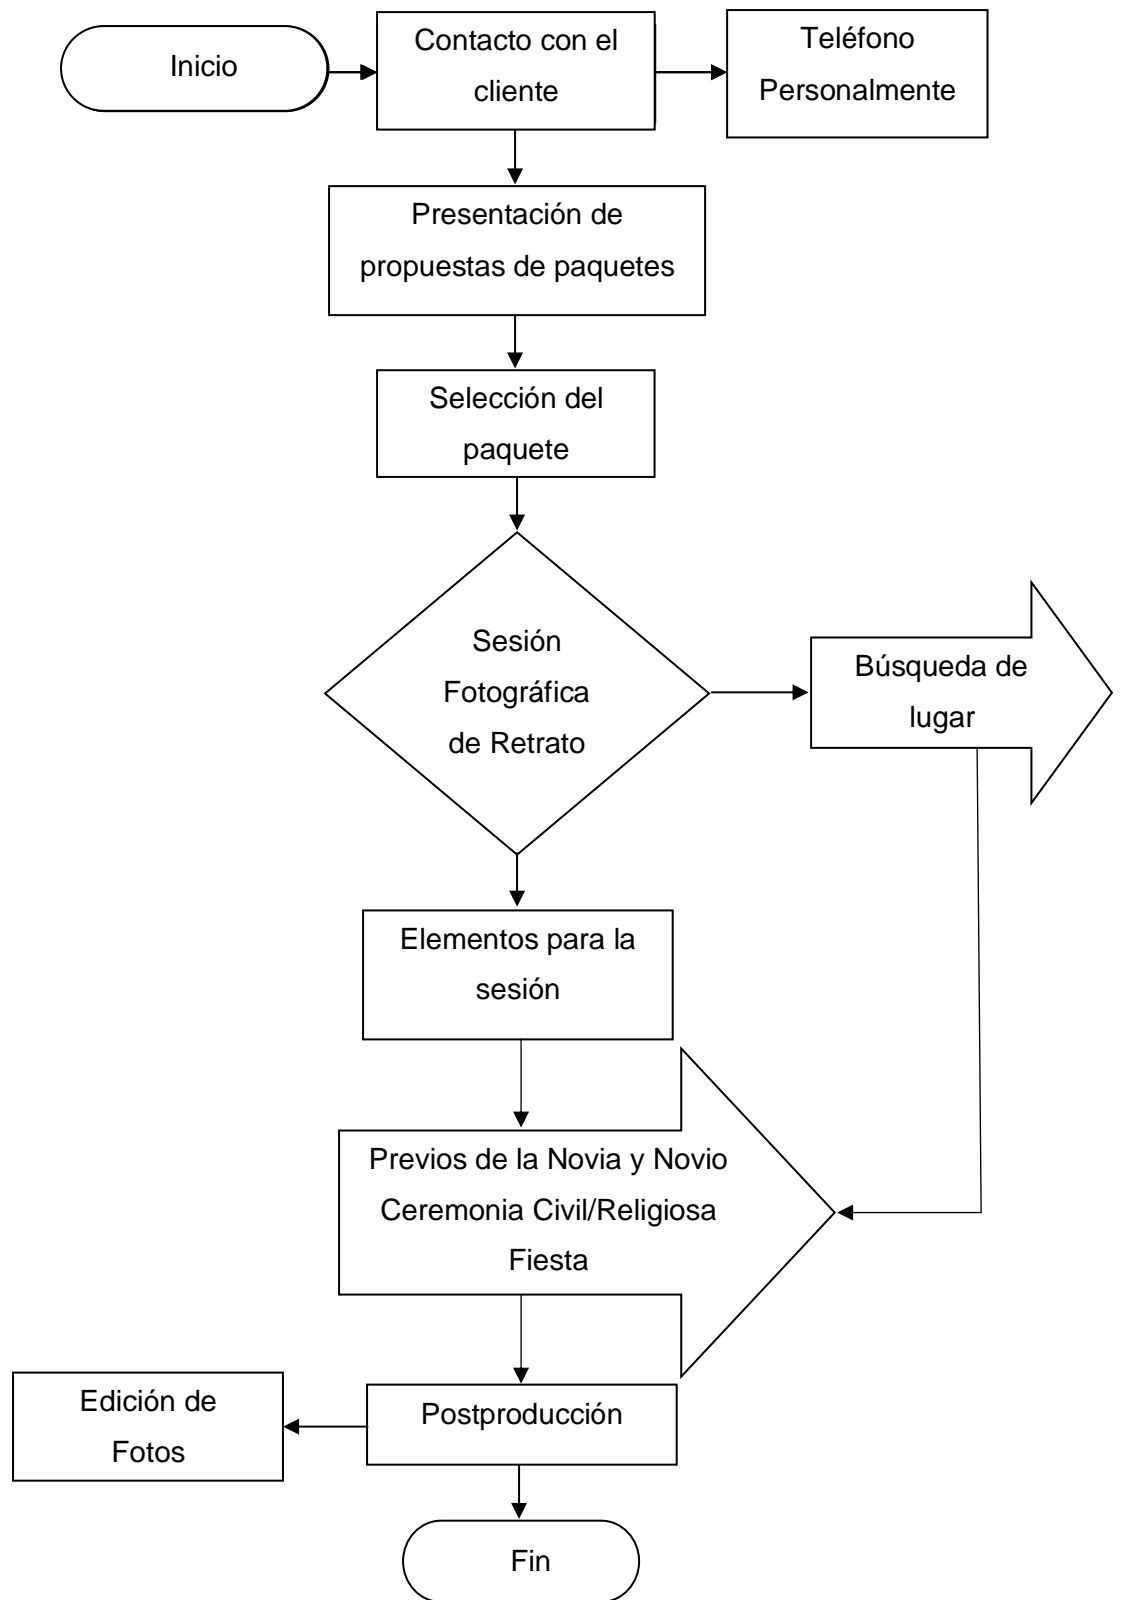 Inicio
Contacto con el
cliente
Teléfono
Personalmente
Presentación de
propuestas de paquetes
Selección del
paquete
Sesión
Fotográfica
de Retrato
Búsqueda de
lugar
Elementos para la
sesión
Previos de la Novia y Novio
Ceremonia Civil/Religiosa
Fiesta
Edición de
Fotos
Postproducción
Fin